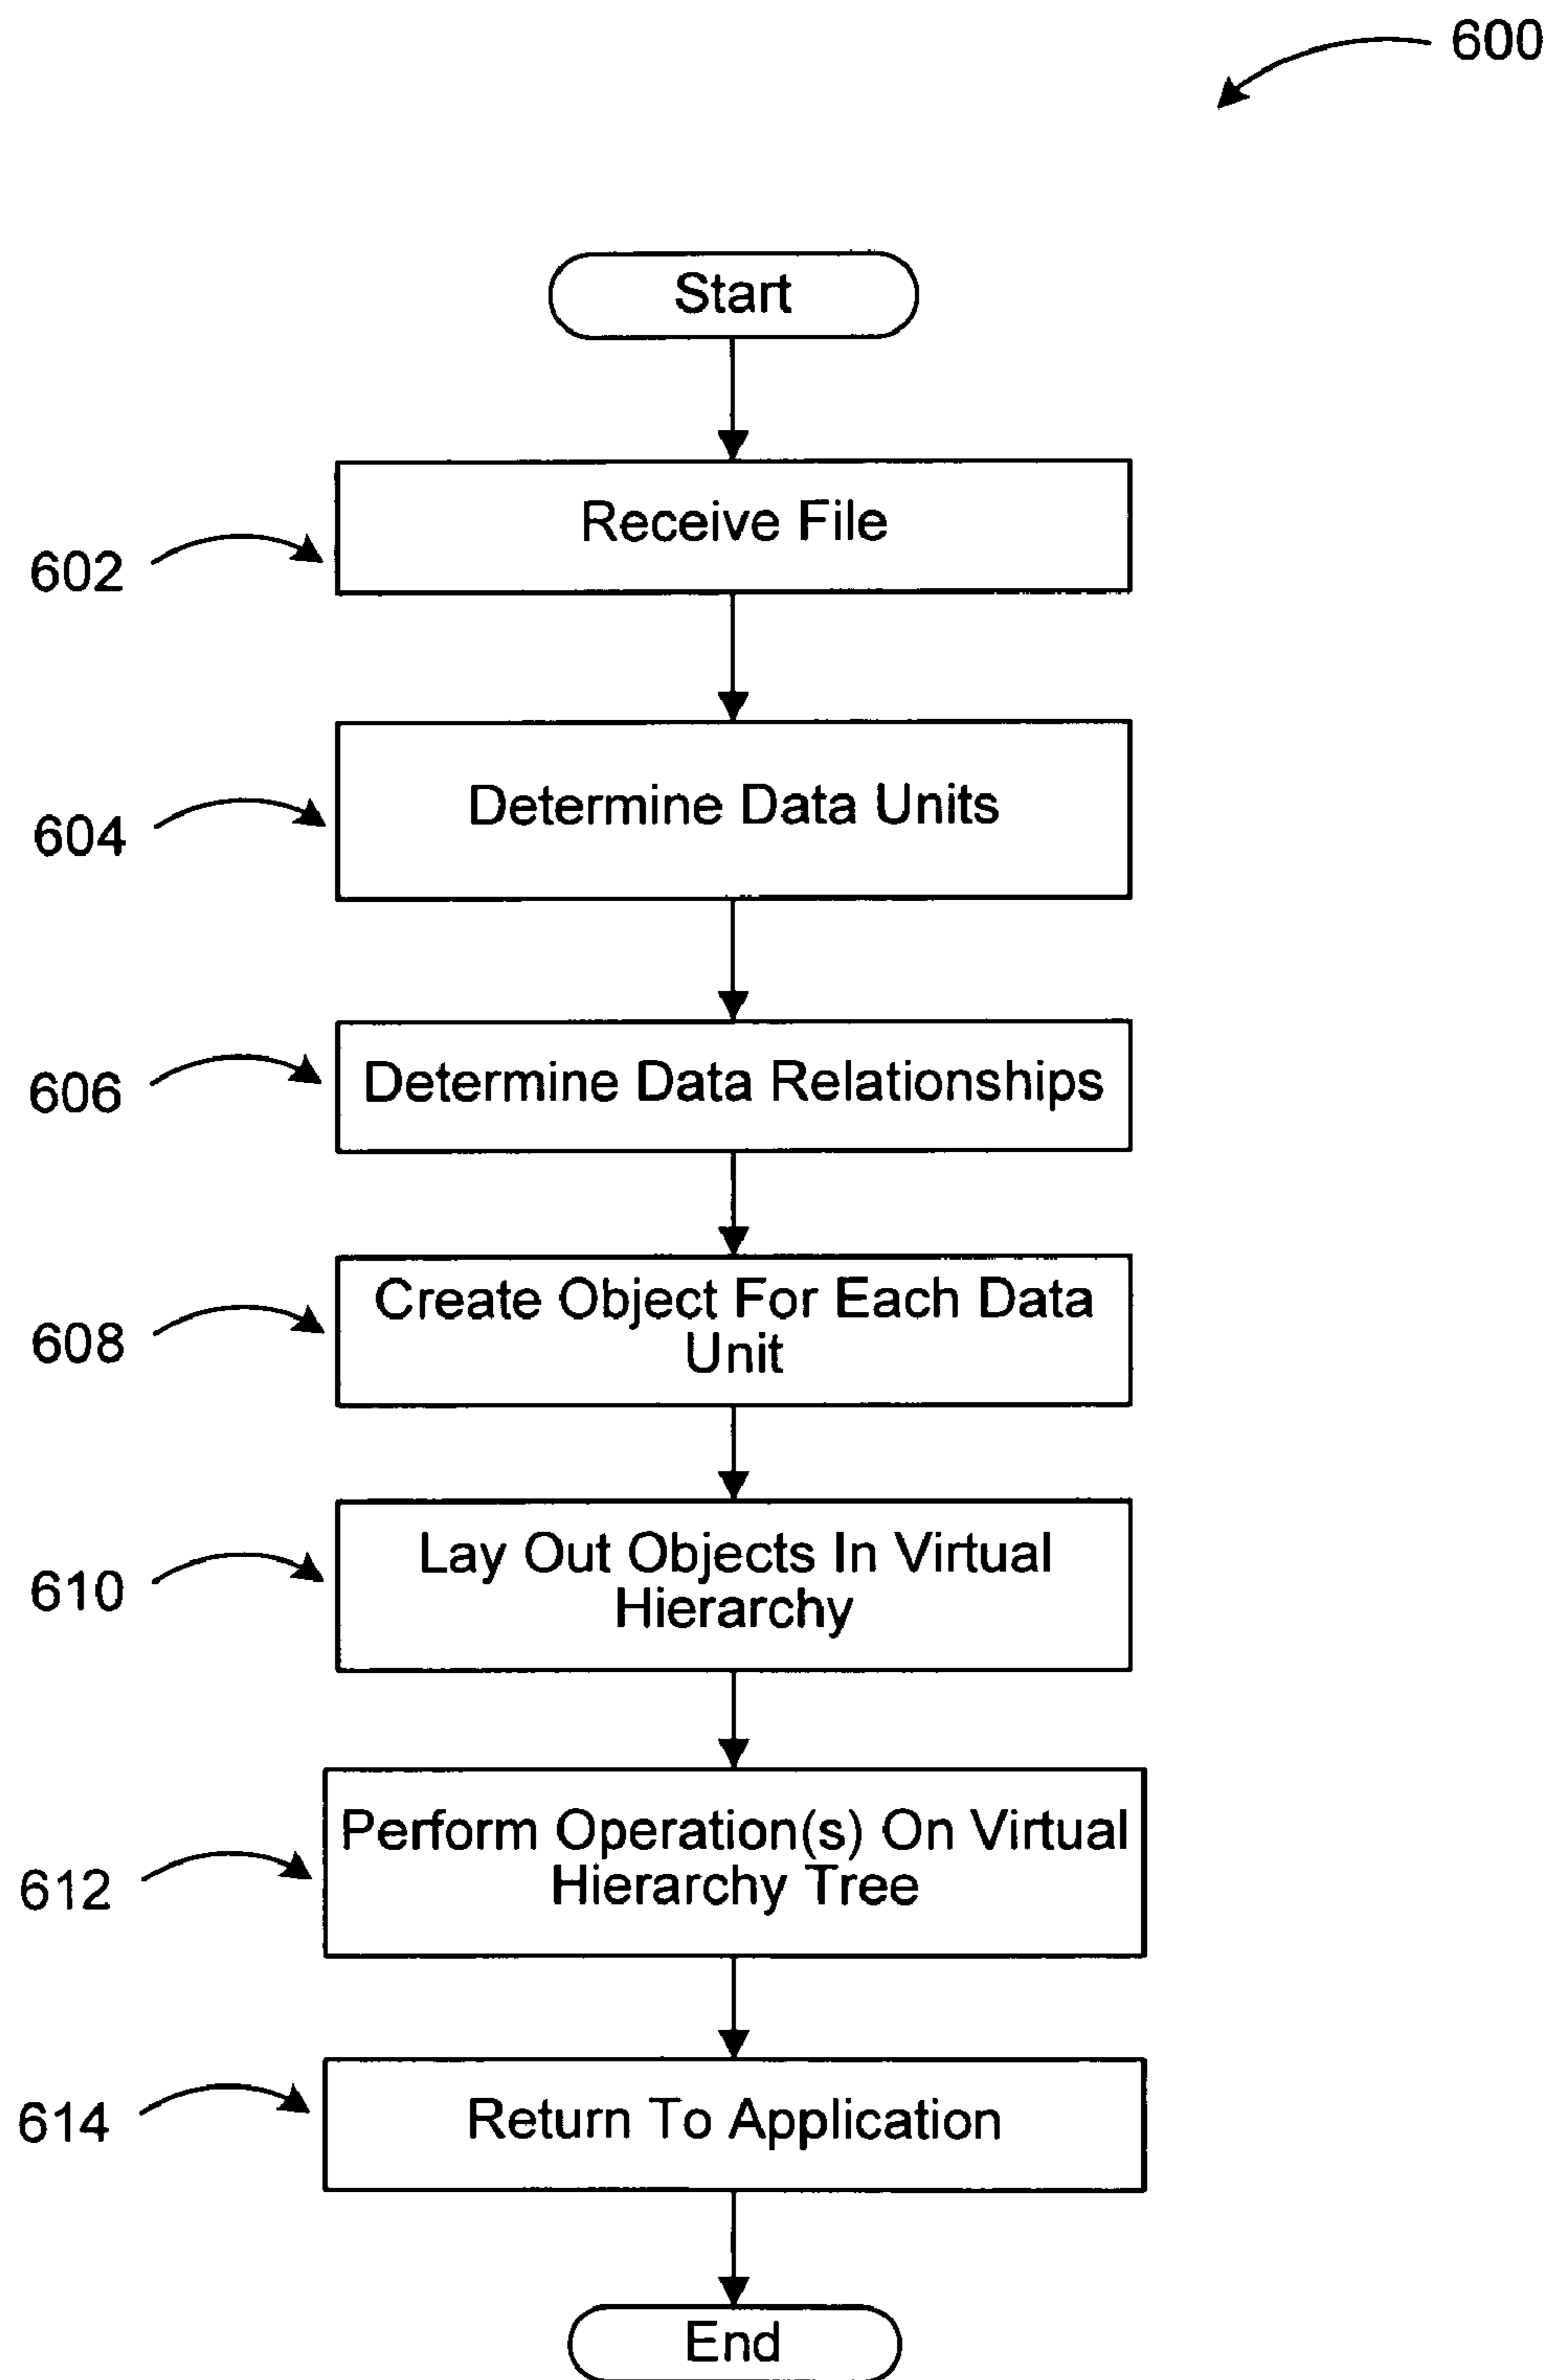 600
Start
Receive File
602
Determine Data Units
604
Determine Data Relationships
606
Create Object For Each Data
Unit
608
Lay Out Objects In Virtual
Hierarchy
610
Perform Operation(s) On Virtual
Hierarchy Tree
612
Return To Application
614
End